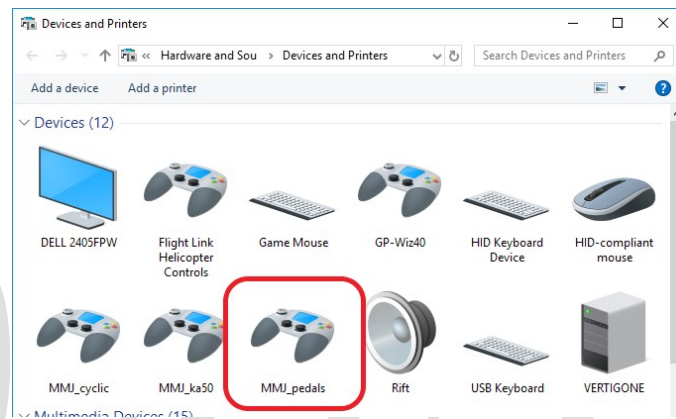 Devices and Printers
« Hardware and Sou > Devices and Printers
Search Devices and Printers
Add a device
Add a printer
?
Devices (12)
DELL 2405FPW
Flight Link
Helicopter
Controls
Game Mouse
GP-Wiz40
HID Keyboard
Device
HID-compliant
mouse
MMJ_cyclic
MMJ_ka50
MMJ_pedals
Rift
USB Keyboard
VERTIGONE
Multimedia Devices (15)